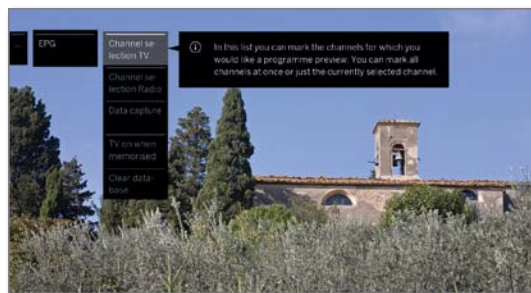 ...
EPG
Channel se-
lection TV
In this list you can mark the channels for which you
would like a programme preview. You can mark all
channels at once or just the currently selected channel.
Channel se-
lection Radio
Data capture
TV on when
memorised
Clear data-
base